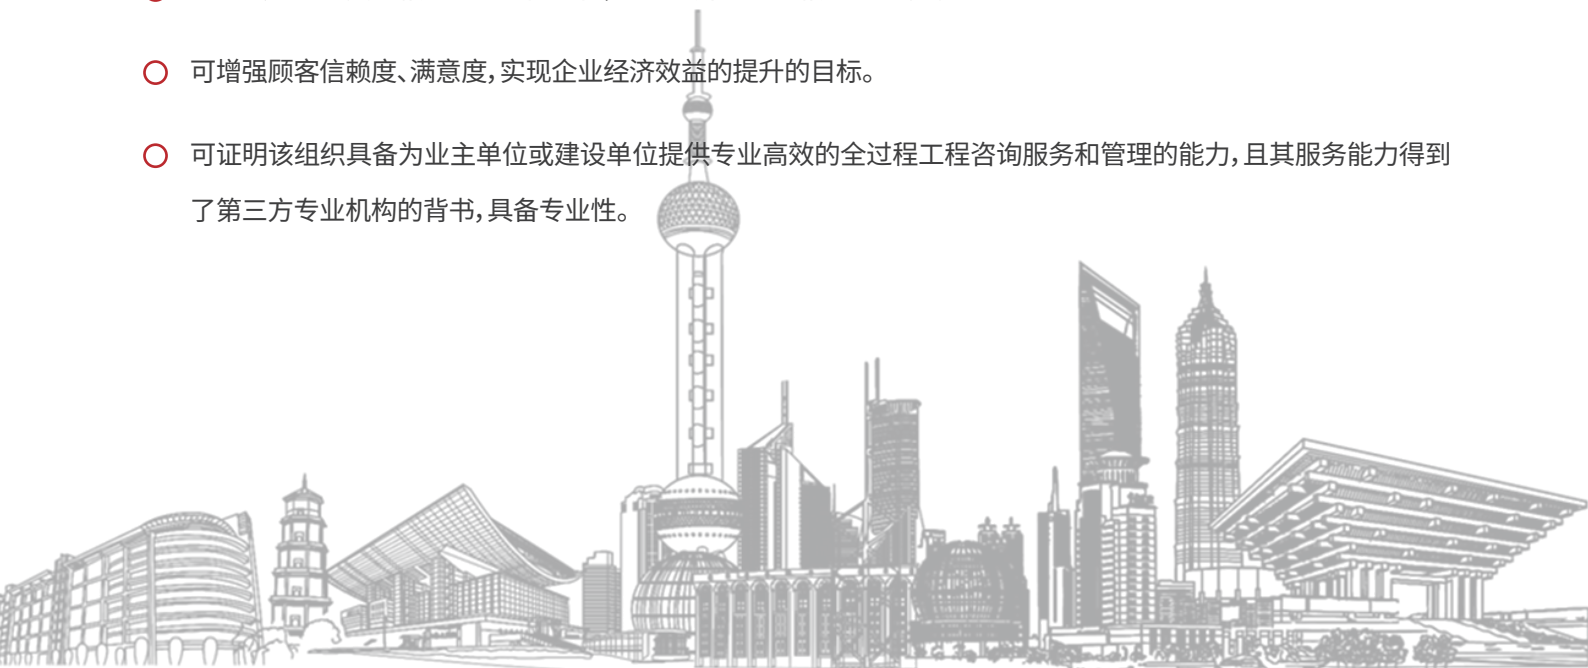 可增强顾客信赖度、满意度，实现企业经济效益的提升的目标。
可证明该组织具备为业主单位或建设单位提供专业高效的全过程工程咨询服务和管理的能力，且其服务能力得到
了第三方专业机构的背书，具备专业性。